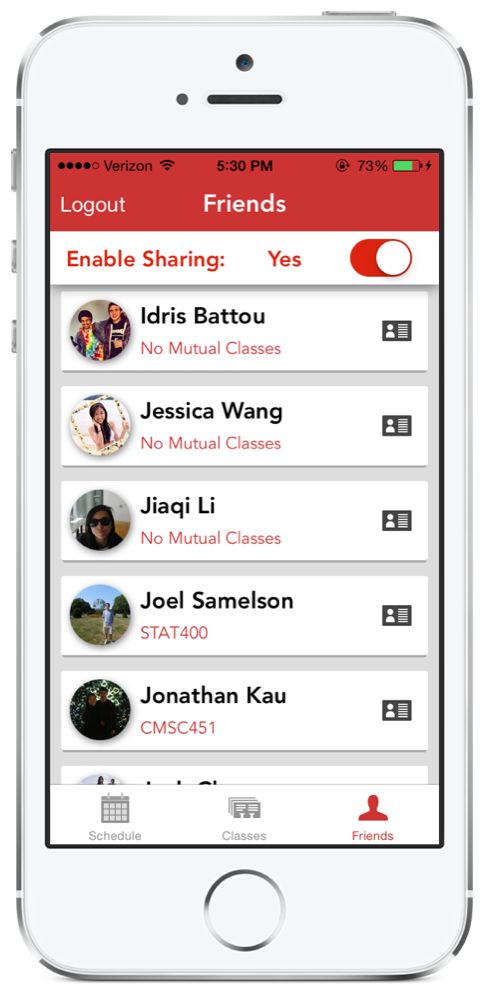 Verizon 5:30 PM 73%
Logout Friends
Enable Sharing: Yes
Idris Battou
No Mutual Classes
Jessica Wang
No Mutual Classes
Jiaqi Li
No Mutual Classes
Joel Samelson
STAT400
Jonathan Kau
CMSC451
Schedule Classes Friends